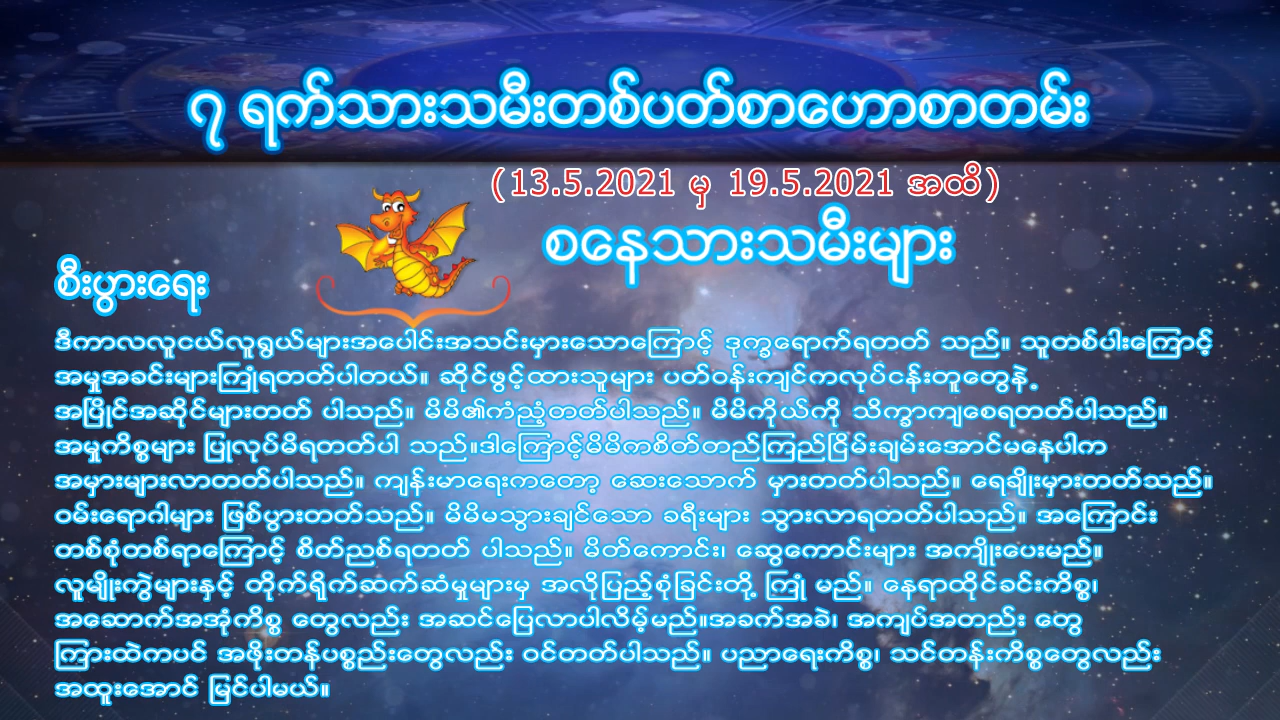 ၇ ရက်သားသမီးတစ်ပတ်စာဟောစာတမ်း
(13.5.2021 မှ 19.5.2021 အထိ)
စနေသားသမီးများ
စီးပွားရေး
ဒီကာလလူငယ်လူရွယ်များအပေါင်းအသင်းမှားသောကြောင့် ဒုက္ခရောက်ရတတ် သည်။ သူတစ်ပါးကြောင့်
အမှုအခင်းများကြုံရတတ်ပါတယ်။ ဆိုင်ဖွင့်ထားသူများ ပတ်ဝန်းကျင်ကလုပ်ငန်းတူတွေနဲ့
အပြိုင်အဆိုင်များတတ် ပါသည်။ မိမိ၏ကံညံ့တတ်ပါသည်။ မိမိကိုယ်ကို သိက္ခာကျစေရတတ်ပါသည်။
အမှုကိစ္စများ ပြုလုပ်မိရတတ်ပါ သည်။ဒါကြောင့်မိမိကစိတ်တည်ကြည်ငြိမ်းချမ်းအောင်မနေပါက
အမှားများလာတတ်ပါသည်။ ကျန်းမာရေးကတော့ ဆေးသောက် မှားတတ်ပါသည်။ ရေချိုးမှားတတ်သည်။
ဝမ်းရောဂါများ ဖြစ်ပွားတတ်သည်။ မိမိမသွားချင်သော ခရီးများ သွားလာရတတ်ပါသည်။ အကြောင်း
တစ်စုံတစ်ရာကြောင့် စိတ်ညစ်ရတတ် ပါသည်။ မိတ်ကောင်း၊ ဆွေကောင်းများ အကျိုးပေးမည်။
လူမျိုးကွဲများနှင့် တိုက်ရိုက်ဆက်ဆံမှုများမှ အလိုပြည့်စုံခြင်းတို့ ကြုံ မည်။ နေရာထိုင်ခင်းကိစ္စ၊
အဆောက်အအုံကိစ္စ တွေလည်း အဆင်ပြေလာပါလိမ့်မည်။အခက်အခဲ၊ အကျပ်အတည်း တွေ
ကြားထဲကပင် အဖိုးတန်ပစ္စည်းတွေလည်း ဝင်တတ်ပါသည်။ ပညာရေးကိစ္စ၊ သင်တန်းကိစ္စတွေလည်း
အထူးအောင် မြင်ပါမယ်။